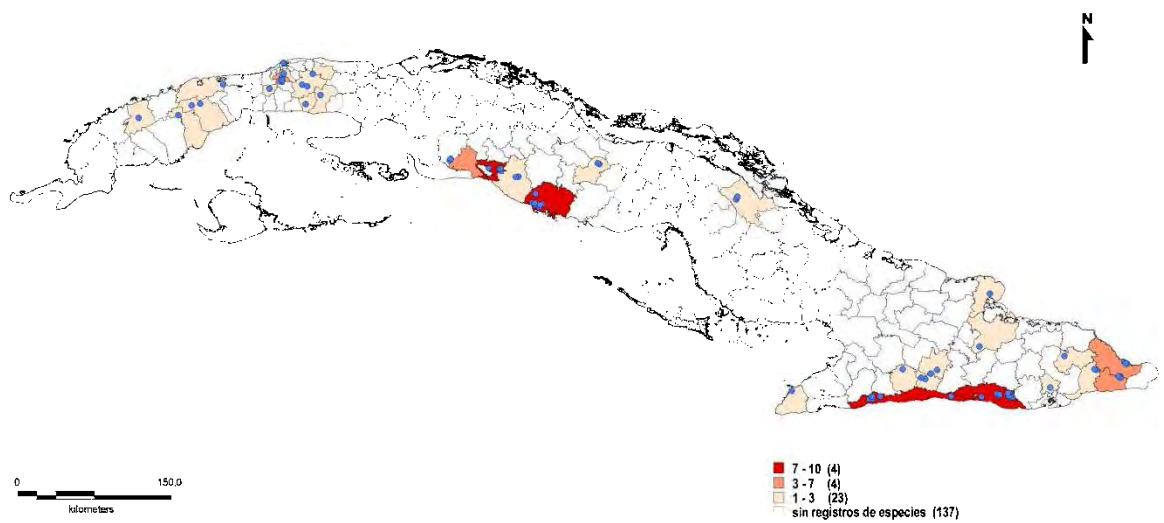 N
0 150,0
kilometers
7 - 10 (4)
3 - 7 (4)
1 - 3 (23)
sin registros de especies (137)